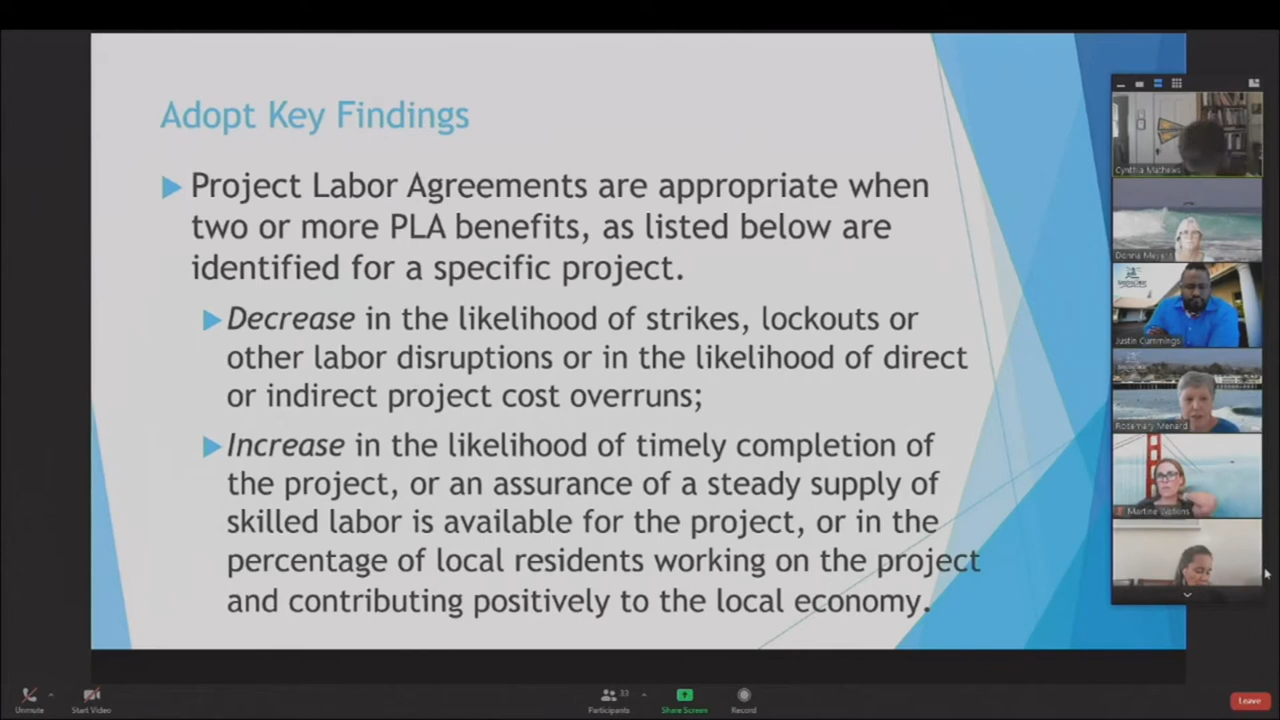 Adopt Key Findings
Project Labor Agreements are appropriate when
two or more PLA benefits, as listed below are
identified for a specific project.
Decrease in the likelihood of strikes, lockouts or
other labor disruptions or in the likelihood of direct
or indirect project cost overruns;
Increase in the likelihood of timely completion of
the project, or an assurance of a steady supply of
skilled labor is available for the project, or in the
percentage of local residents working on the project
and contributing positively to the local economy.
Cynthia Mathews
Donna Meyers
Justin Cummings
Rosemary Menard
Martine Watkins
Unmute
Start Video
33
Participants
Share Screen
Record
Leave